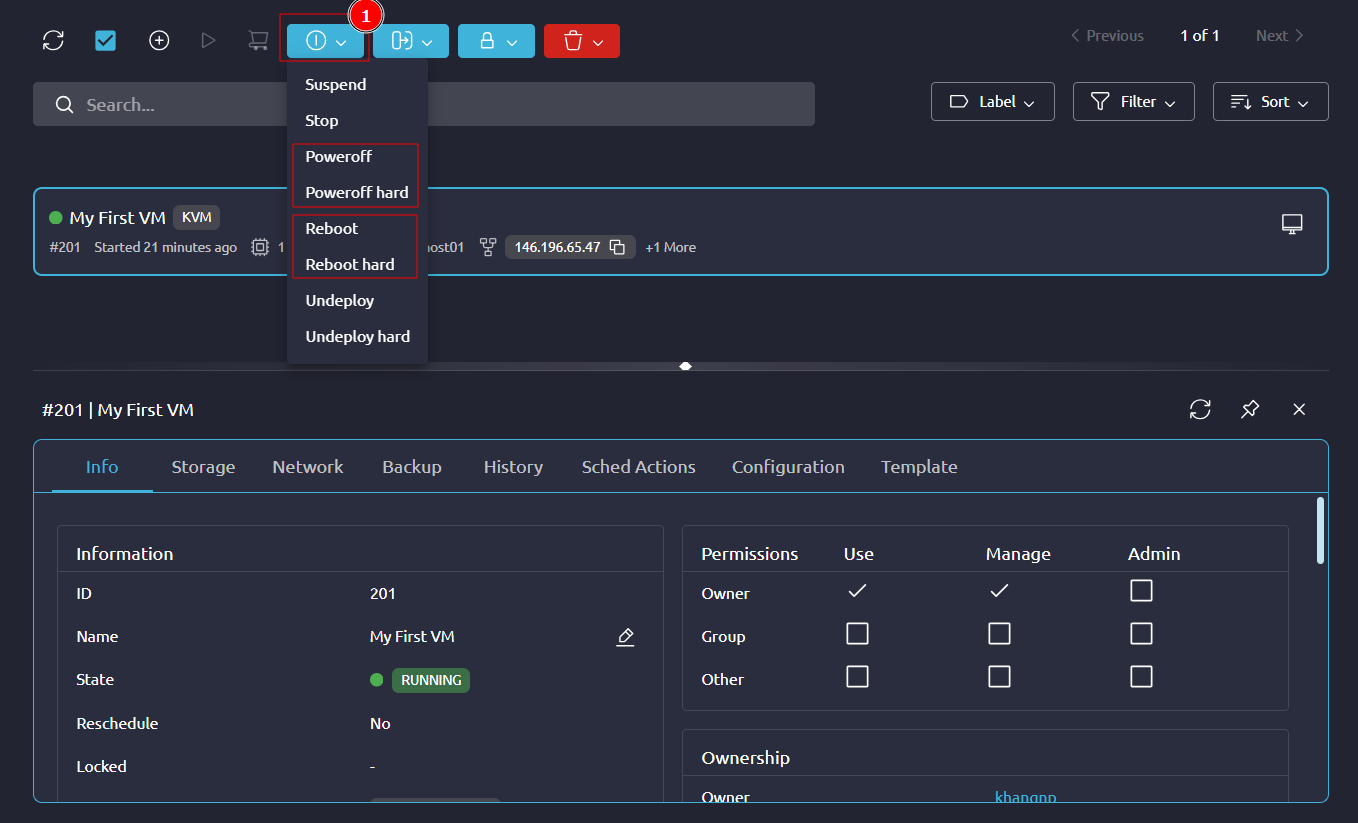 1
Previous 1 of 1 Next
Search...
Label Filter Sort
Suspend
Stop
Poweroff
Poweroff hard
Reboot
Reboot hard
Undeploy
Undeploy hard
My First VM KVM
#201 Started 21 minutes ago 1 ost01 146.196.65.47 +1 More
#201 | My First VM
Info Storage Network Backup History Sched Actions Configuration Template
Information
ID 201
Name My First VM
State RUNNING
Reschedule No
Locked -
Permissions Use Manage Admin
Owner
Group
Other
Ownership
Owner khangnp